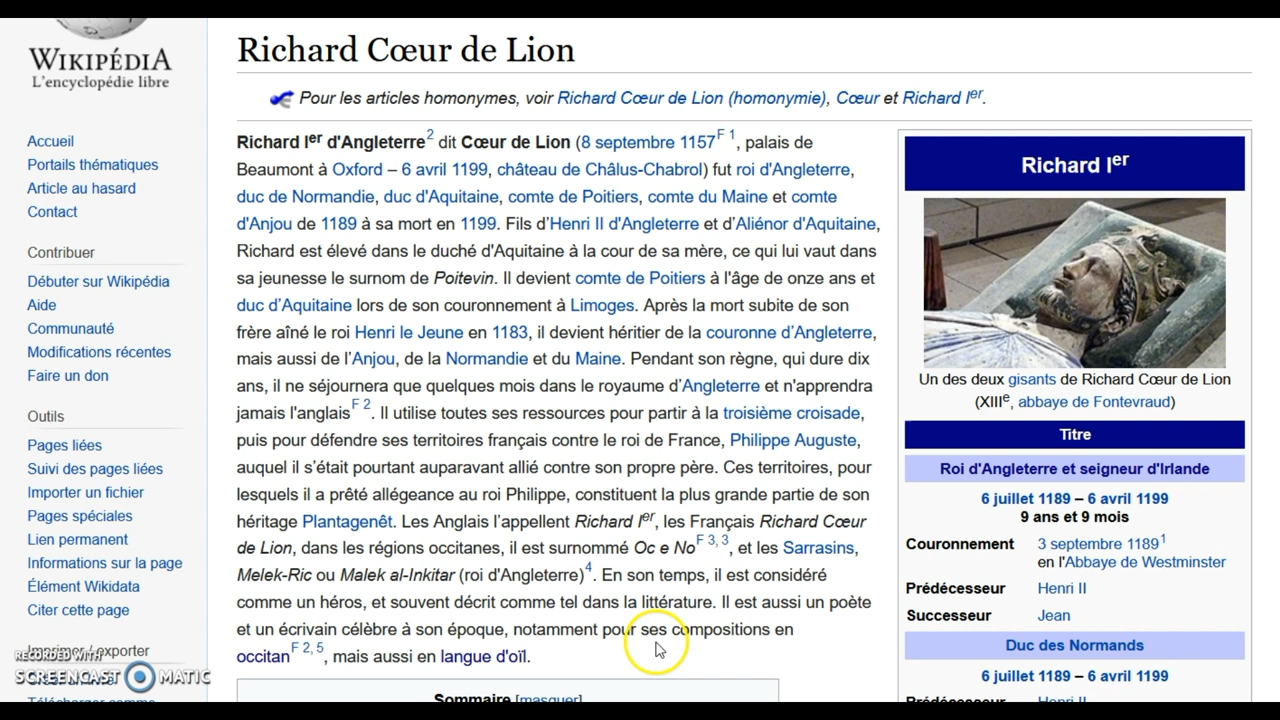 WIKIPÉDIA
L'encyclopédie libre
Accueil
Portails thématiques
Article au hasard
Contact
Contribuer
Débuter sur Wikipédia
Aide
Communauté
Modifications récentes
Faire un don
Outils
Pages liées
Suivi des pages liées
Importer un fichier
Pages spéciales
Lien permanent
Informations sur la page
Élément Wikidata
Citer cette page
Imprimer / exporter
RECORDED WITH
SCREENCAST MATIC
Richard Cœur de Lion
Pour les articles homonymes, voir Richard Cœur de Lion (homonymie), Cœur et Richard Ier.
Richard Ier d'Angleterre2 dit Cœur de Lion (8 septembre 1157F 1, palais de
Beaumont à Oxford – 6 avril 1199, château de Châlus-Chabrol) fut roi d'Angleterre,
duc de Normandie, duc d'Aquitaine, comte de Poitiers, comte du Maine et comte
d'Anjou de 1189 à sa mort en 1199. Fils d'Henri II d'Angleterre et d'Aliénor d'Aquitaine,
Richard est élevé dans le duché d'Aquitaine à la cour de sa mère, ce qui lui vaut dans
sa jeunesse le surnom de Poitevin. Il devient comte de Poitiers à l'âge de onze ans et
duc d'Aquitaine lors de son couronnement à Limoges. Après la mort subite de son
frère aîné le roi Henri le Jeune en 1183, il devient héritier de la couronne d'Angleterre,
mais aussi de l'Anjou, de la Normandie et du Maine. Pendant son règne, qui dure dix
ans, il ne séjournera que quelques mois dans le royaume d'Angleterre et n'apprendra
jamais l'anglaisF 2. Il utilise toutes ses ressources pour partir à la troisième croisade,
puis pour défendre ses territoires français contre le roi de France, Philippe Auguste,
auquel il s'était pourtant auparavant allié contre son propre père. Ces territoires, pour
lesquels il a prêté allégeance au roi Philippe, constituent la plus grande partie de son
héritage Plantagenêt. Les Anglais l'appellent Richard Ier, les Français Richard Cœur
de Lion, dans les régions occitanes, il est surnommé Oc e NoF 3, 3, et les Sarrasins,
Melek-Ric ou Malek al-Inkitar (roi d'Angleterre)4. En son temps, il est considéré
comme un héros, et souvent décrit comme tel dans la littérature. Il est aussi un poète
et un écrivain célèbre à son époque, notamment pour ses compositions en
occitanF 2, 5, mais aussi en langue d'oïl.
Sommaire [masquer]
Richard Ier
Un des deux gisants de Richard Cœur de Lion
(XIIIe, abbaye de Fontevraud)
Titre
Roi d'Angleterre et seigneur d'Irlande
6 juillet 1189 – 6 avril 1199
9 ans et 9 mois
Couronnement 3 septembre 11891
en l'Abbaye de Westminster
Prédécesseur Henri II
Successeur Jean
Duc des Normands
6 juillet 1189 – 6 avril 1199
Prédécesseur Henri II